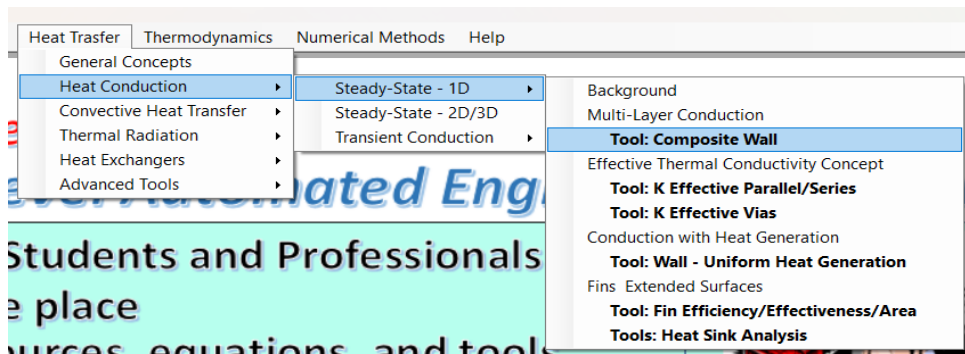 Heat Trasfer Thermodynamics Numerical Methods Help
General Concepts
Heat Conduction
Convective Heat Transfer
Thermal Radiation
Heat Exchangers
Advanced Tools
Steady-State - 1D
Steady-State - 2D/3D
Transient Conduction
Background
Multi-Layer Conduction
Tool: Composite Wall
Effective Thermal Conductivity Concept
Tool: K Effective Parallel/Series
Tool: K Effective Vias
Conduction with Heat Generation
Tool: Wall - Uniform Heat Generation
Fins  Extended Surfaces
Tool: Fin Efficiency/Effectiveness/Area
Tools: Heat Sink Analysis
Students and Professionals
e place
equations, and tools